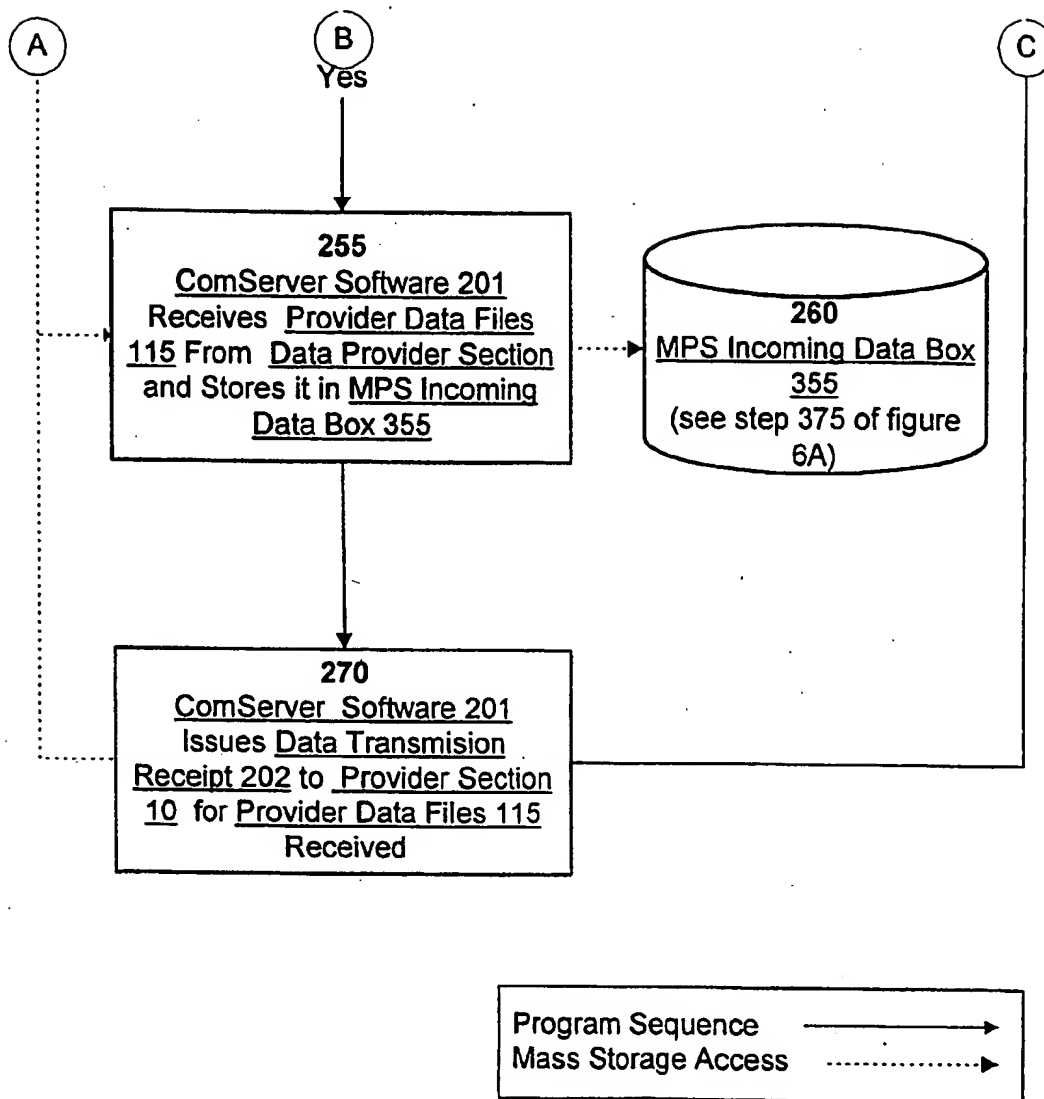 A
B
C
Yes
255
ComServer Software 201
Receives Provider Data Files
115 From Data Provider Section
and Stores it in MPS Incoming
Data Box 355
260
MPS Incoming Data Box
355
(see step 375 of figure
6A)
270
ComServer Software 201
Issues Data Transmision
Receipt 202 to Provider Section
10 for Provider Data Files 115
Received
Program Sequence
Mass Storage Access